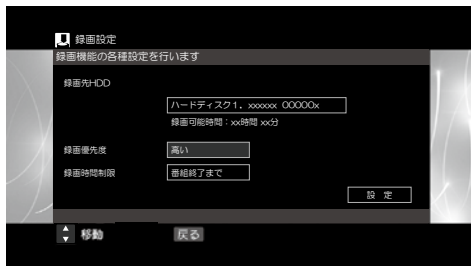 録画設定
録画機能の各種設定を行います
録画先HDD
ハードディスク1. xxxxxx 00000x
録画可能時間:xx時間 xx分
録画優先度
高い
録画時間制限
番組終了まで
設 定
移動
戻る